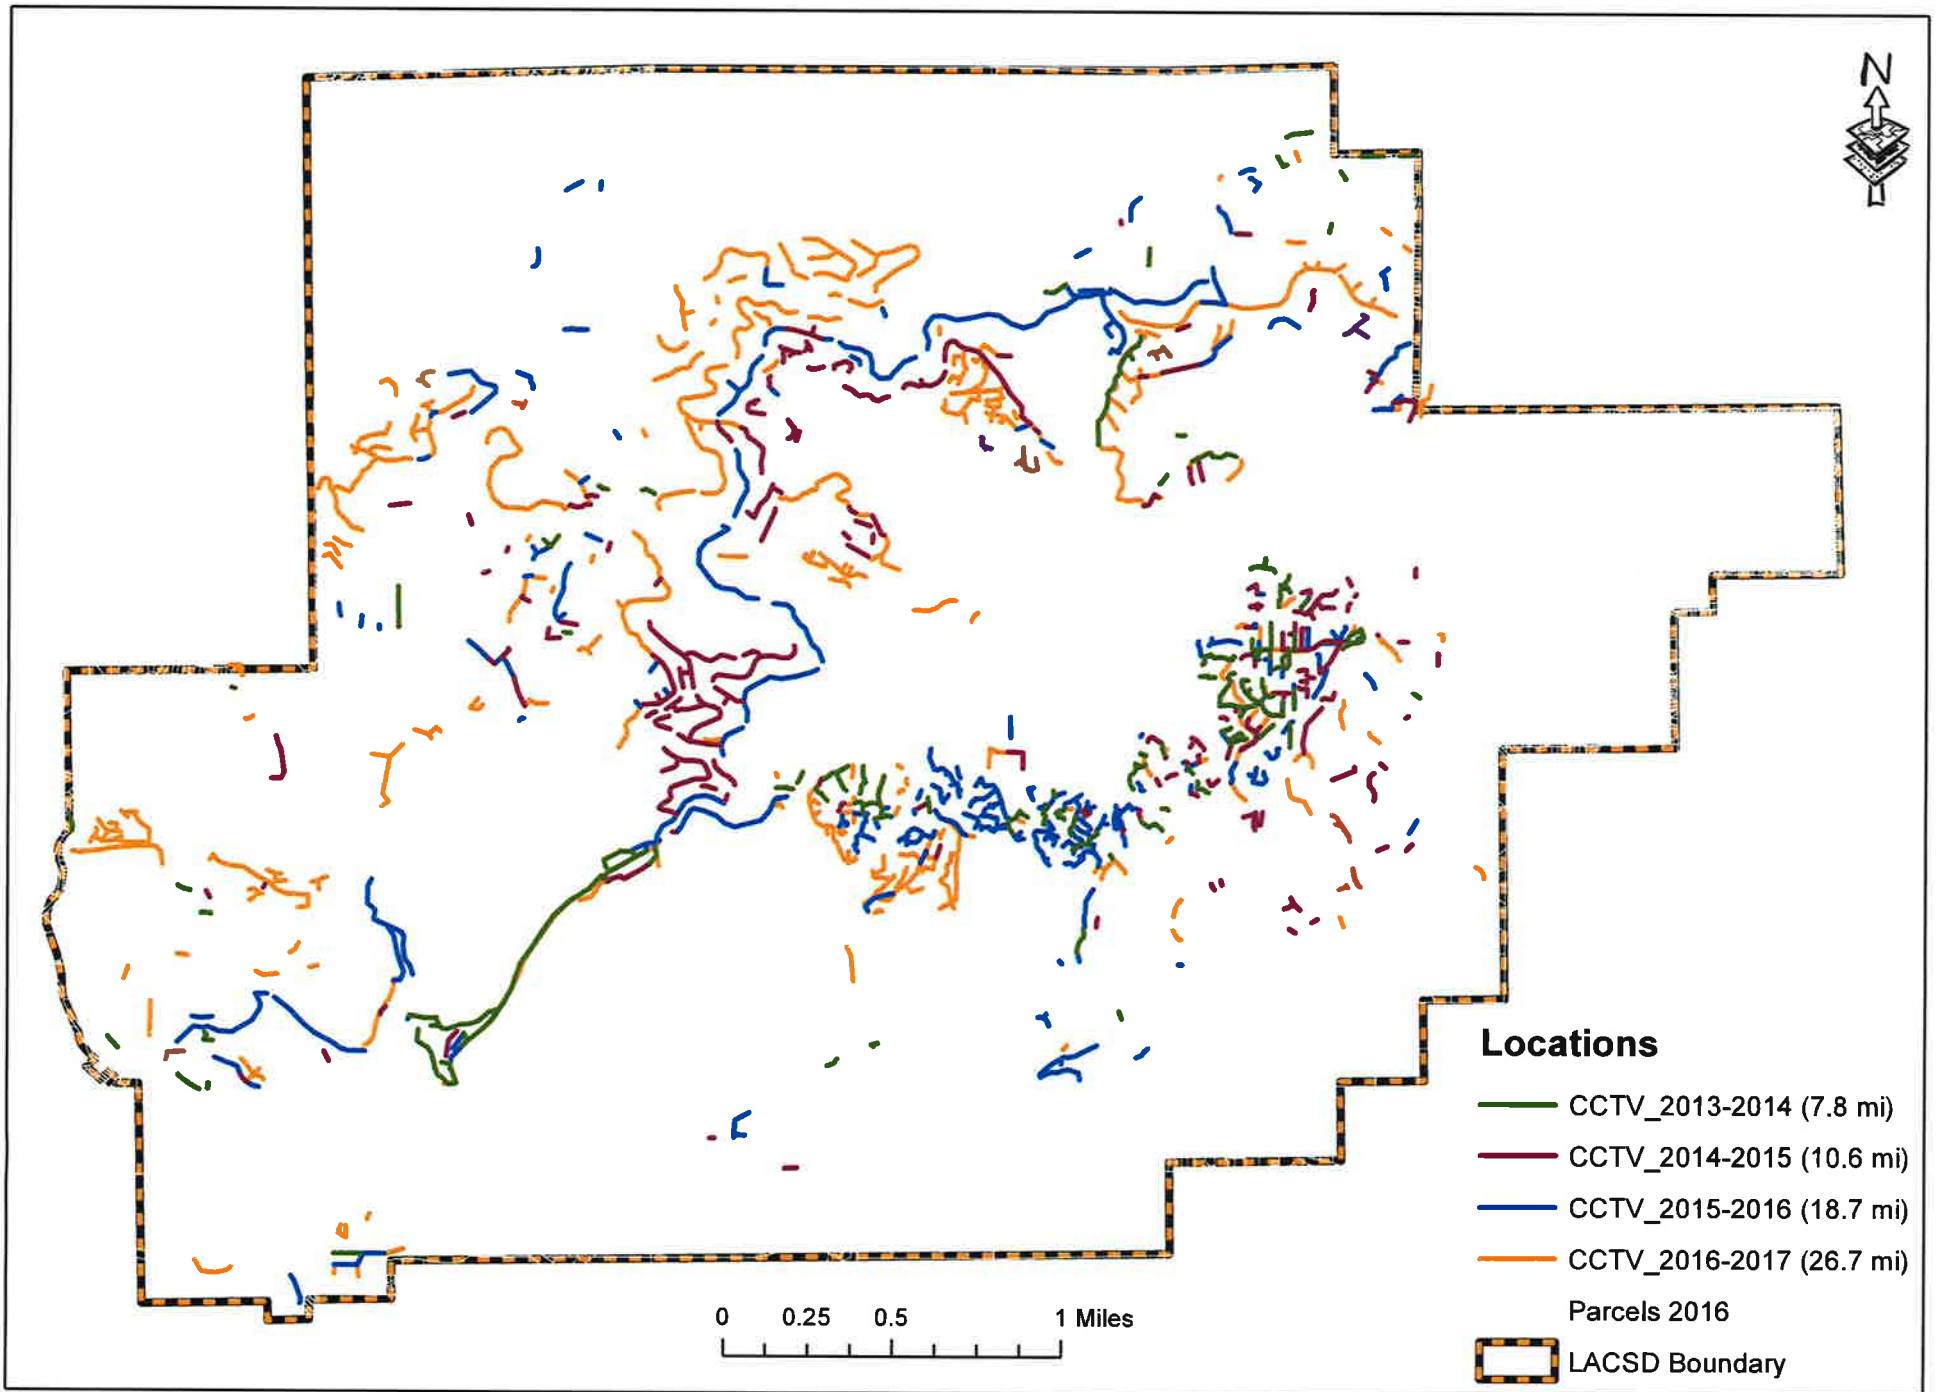 N
Locations
CCTV_2013-2014 (7.8 mi)
CCTV_2014-2015 (10.6 mi)
CCTV_2015-2016 (18.7 mi)
CCTV_2016-2017 (26.7 mi)
Parcels 2016
LACSD Boundary
0 0.25 0.5 1 Miles